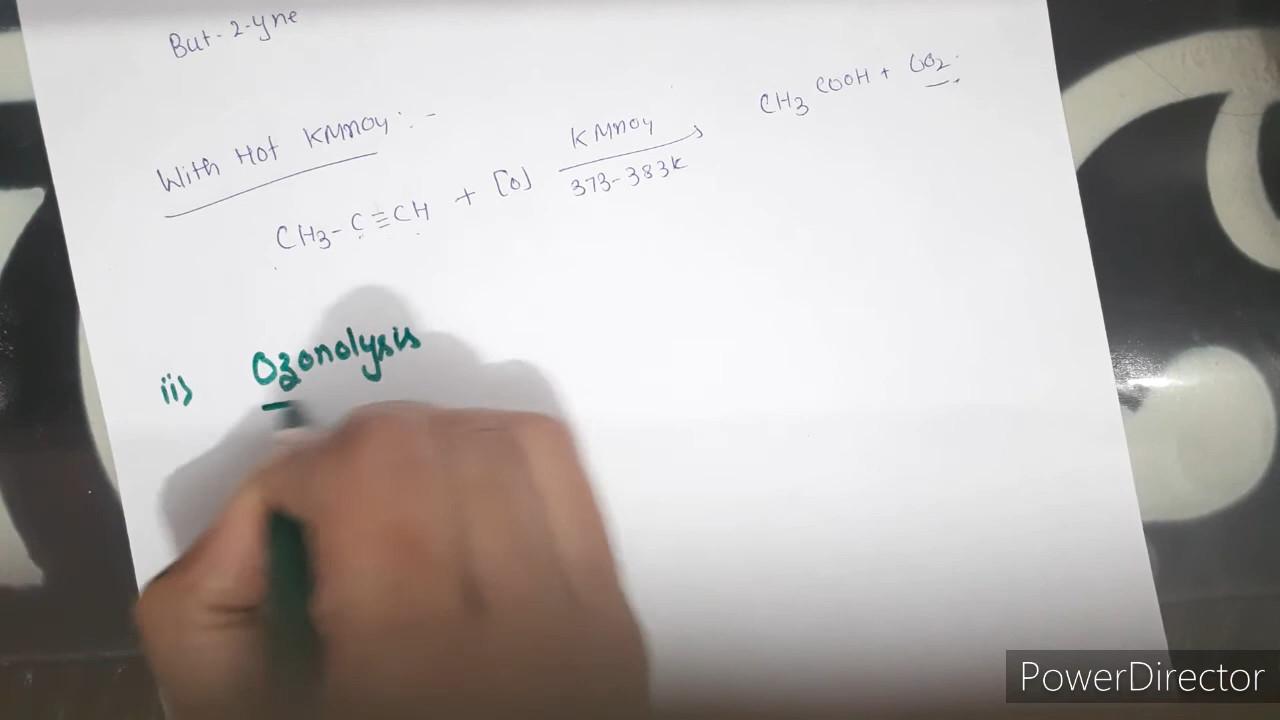 But-2-yne
With Hot KMnO4:-
CH3-C≡CH + [O] KMnO4 373-383K CH3COOH + CO2.
ii) Ozonolysis
PowerDirector